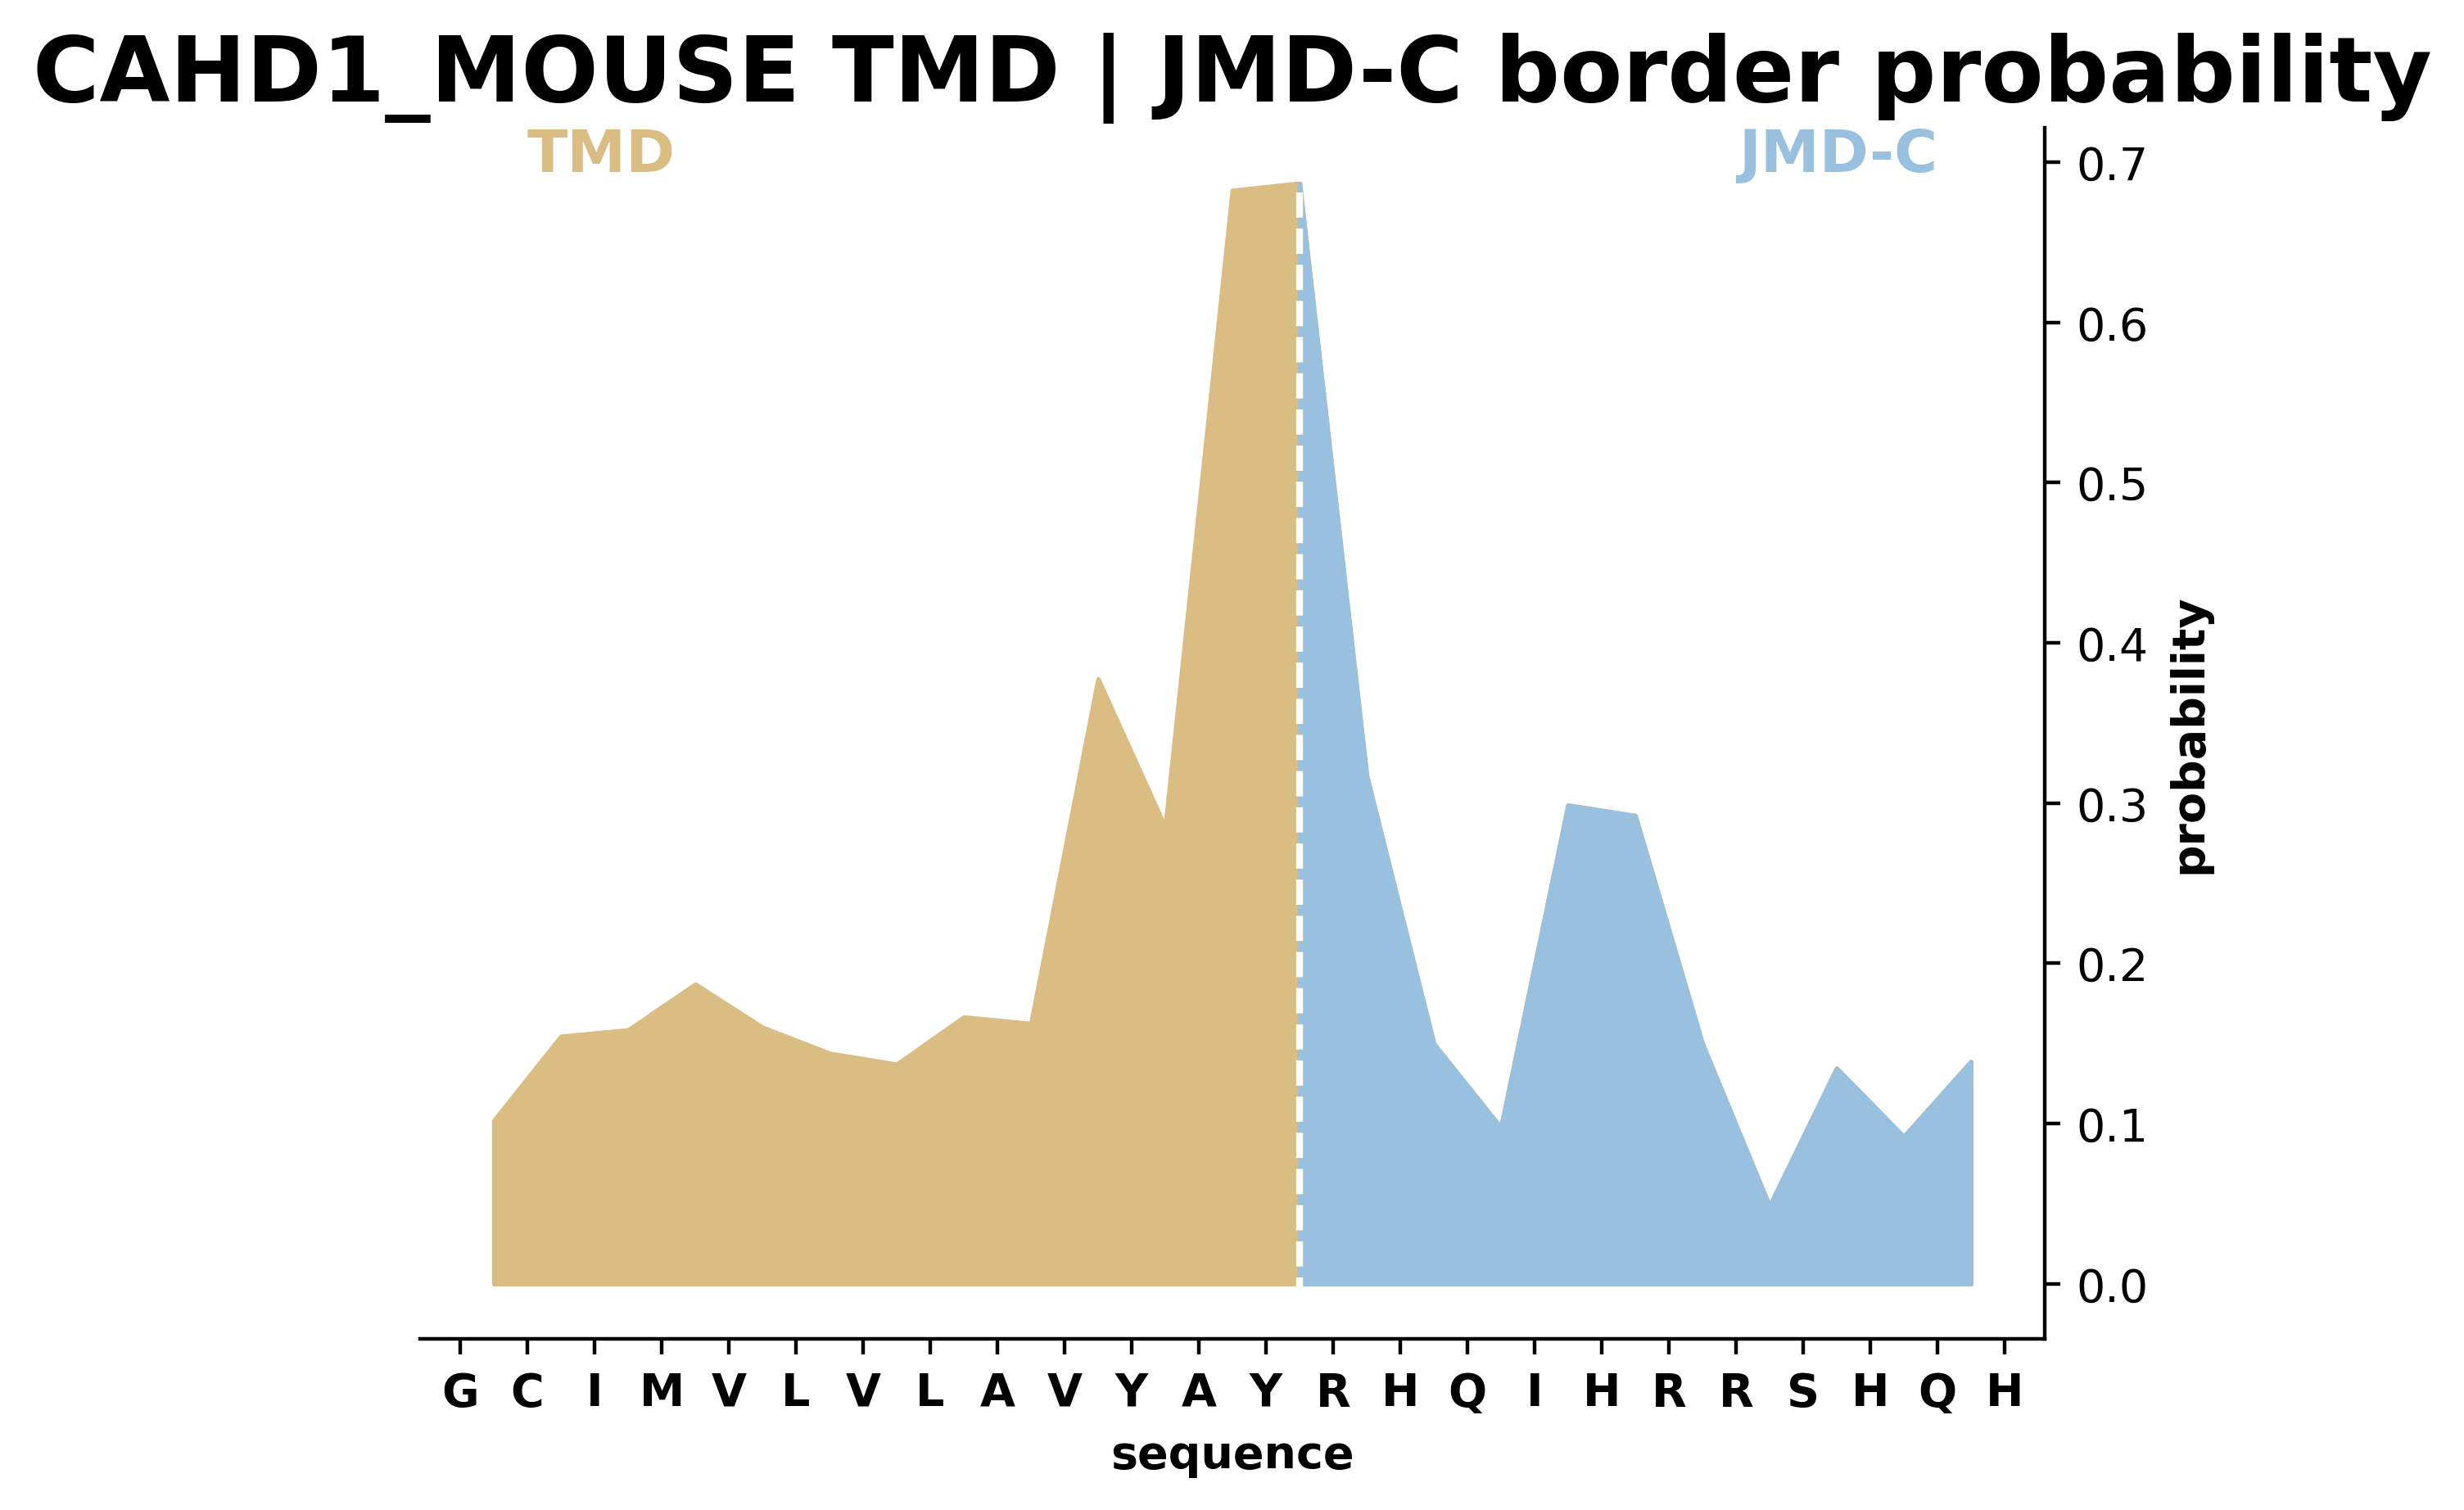 CAHD1_MOUSE TMD | JMD-C border probability
TMD
JMD-C
0.7
0.6
0.5
0.4
0.3
0.2
0.1
0.0
probability
G C I M V L V L A V Y A Y R H Q I H R R S H Q H
sequence